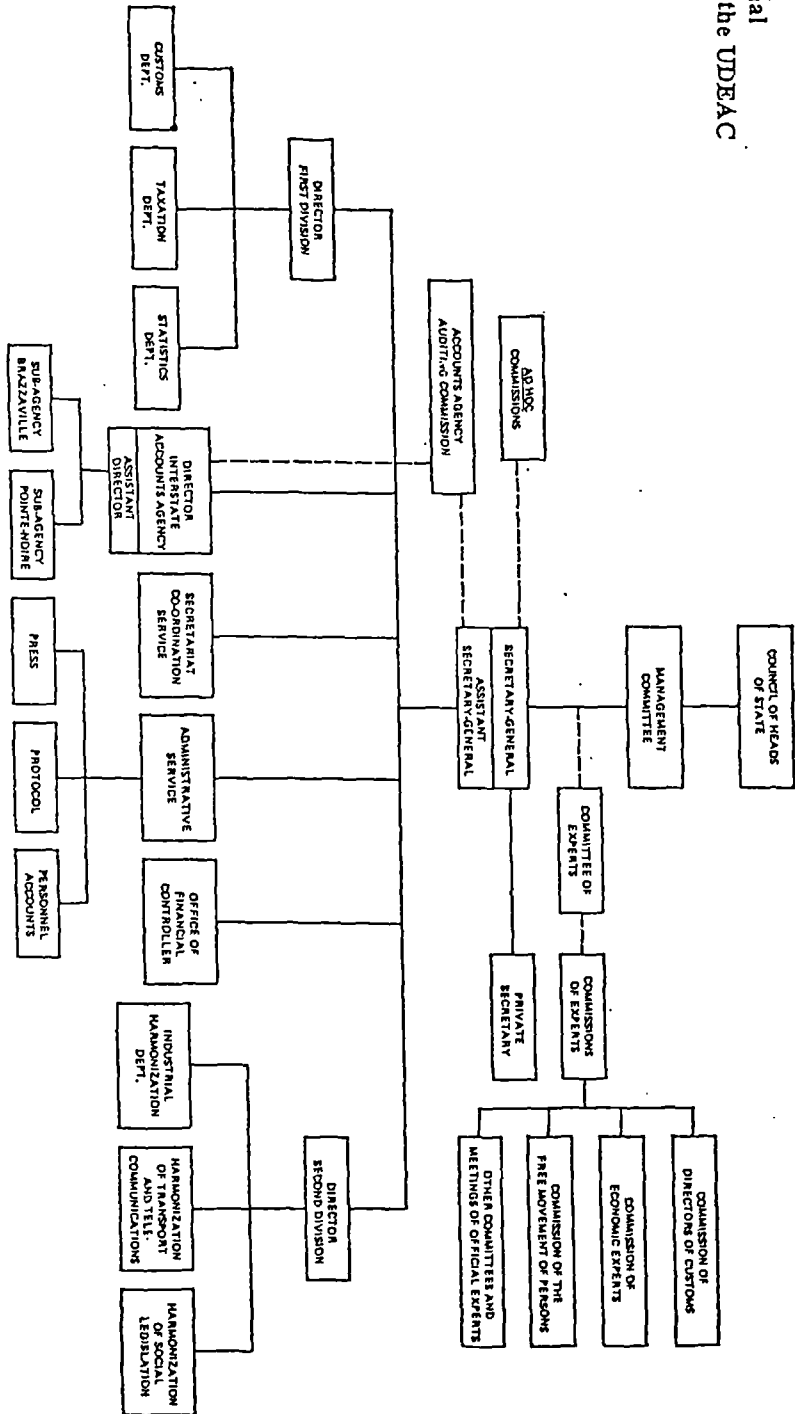 the UDEAC
COUNCIL OF HEADS
OF STATE
MANAGEMENT
COMMITTEE
SECRETARY-GENERAL
ASSISTANT
SECRETARY-GENERAL
COMMITTEE OF
EXPERTS
COMMISSIONS
OF EXPERTS
COMMISSION OF
DIRECTORS OF CUSTOMS
COMMISSION OF
ECONOMIC EXPERTS
COMMISSION OF THE
FREE MOVEMENT OF PERSONS
OTHER COMMITTEES AND
MEETINGS OF OFFICIAL EXPERTS
PRIVATE
SECRETARY
AD HOC
COMMISSIONS
ACCOUNTS AGENCY
AUDITING COMMISSION
DIRECTOR
FIRST DIVISION
CUSTOMS
DEPT.
TAXATION
DEPT.
STATISTICS
DEPT.
DIRECTOR
INTERSTATE
ACCOUNTS AGENCY
ASSISTANT
DIRECTOR
SUB-AGENCY
BRAZZAVILLE
SUB-AGENCY
POINTE-NOIRE
SECRETARIAT
CO-ORDINATION
SERVICE
ADMINISTRATIVE
SERVICE
PRESS
PROTOCOL
PERSONNEL
ACCOUNTS
OFFICE OF
FINANCIAL
CONTROLLER
DIRECTOR
SECOND DIVISION
INDUSTRIAL
HARMONIZATION
DEPT.
HARMONIZATION
OF TRANSPORT
AND TELE-
COMMUNICATIONS
HARMONIZATION
OF SOCIAL
LEGISLATION